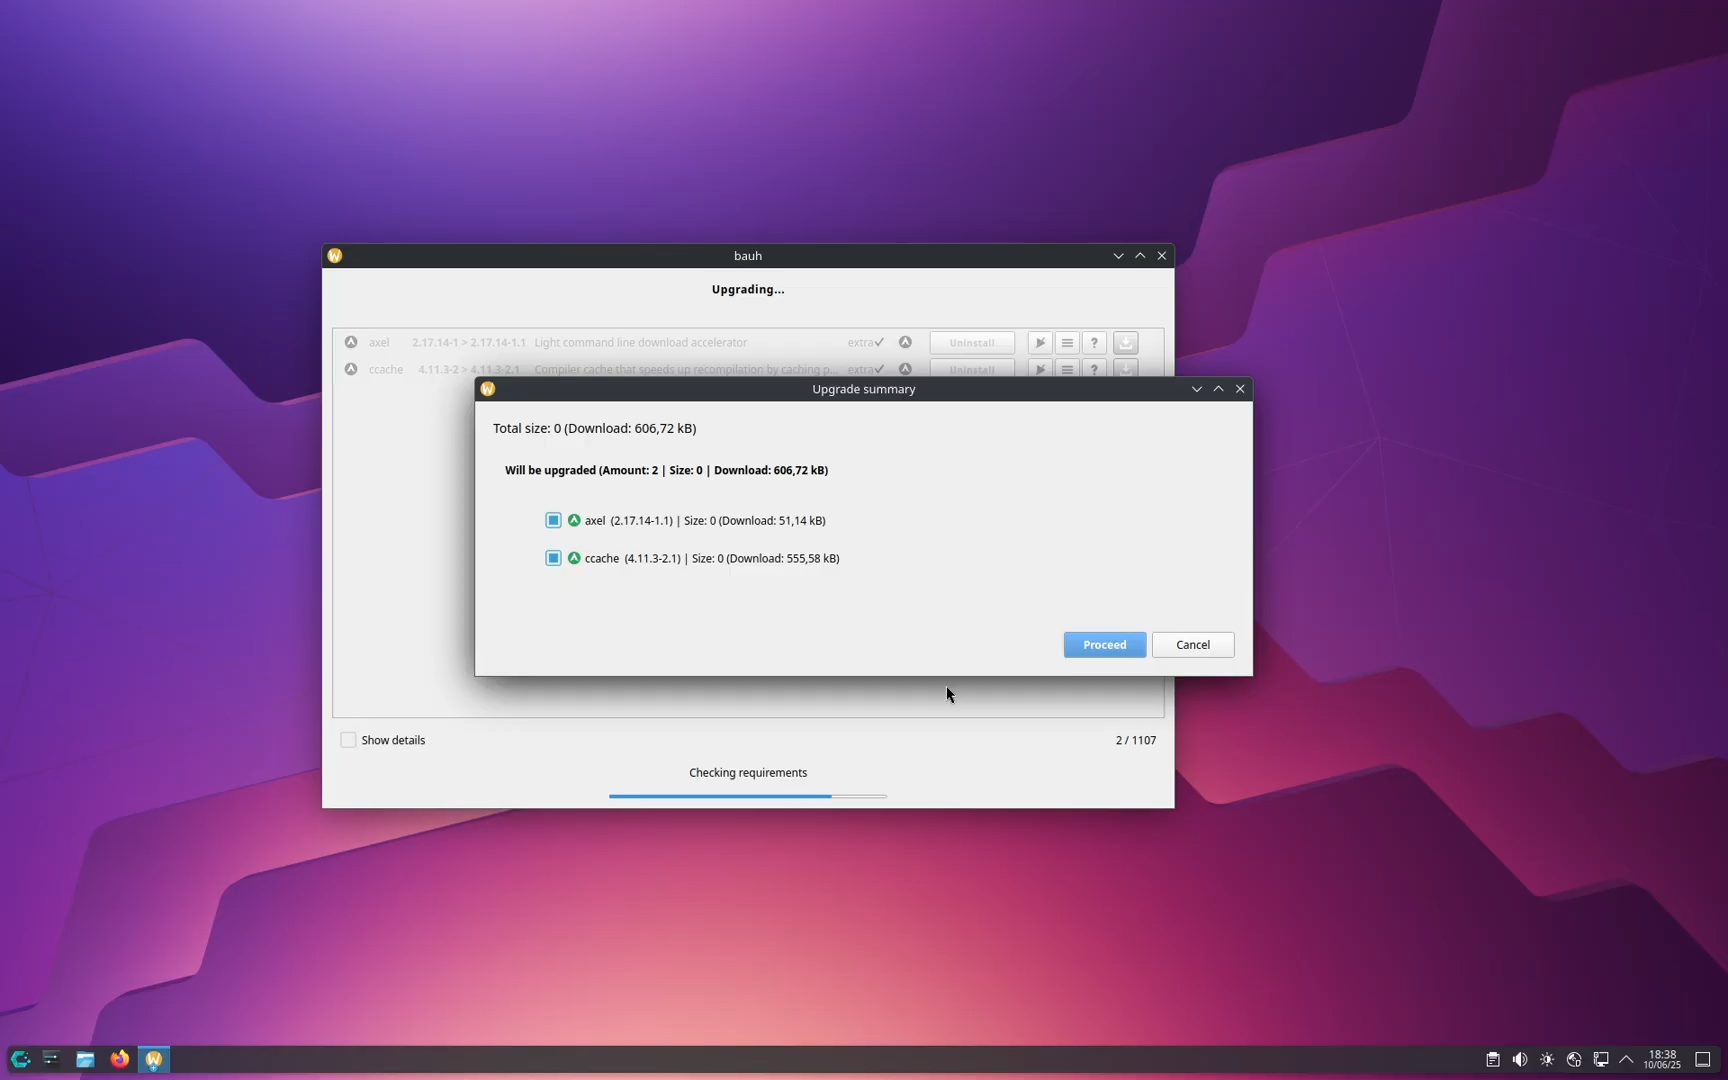 bauh
Upgrading...
axel 2.17.14-1 > 2.17.14-1.1 Light command line download accelerator extra Uninstall ?
ccache 4.11.3-2 > 4.11.3-2.1 Compiler cache that speeds up recompilation by caching p... extra Uninstall ?
Upgrade summary
Total size: 0 (Download: 606,72 kB)
Will be upgraded (Amount: 2 | Size: 0 | Download: 606,72 kB)
axel (2.17.14-1.1) | Size: 0 (Download: 51,14 kB)
ccache (4.11.3-2.1) | Size: 0 (Download: 555,58 kB)
Proceed Cancel
Show details 2 / 1107
Checking requirements
18:38
10/06/25